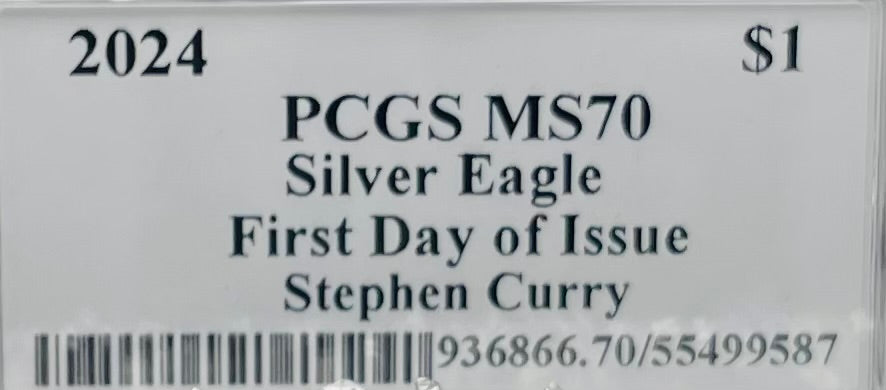 2024 $1
PCGS MS70
Silver Eagle
First Day of Issue
Stephen Curry
936866.70/55499587